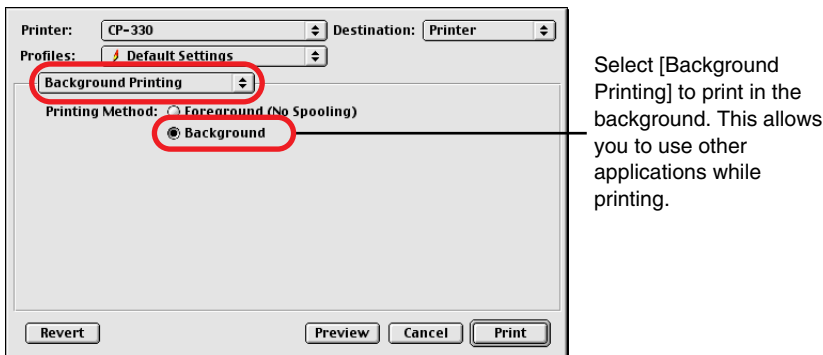 Printer: CP-330 Destination: Printer
Profiles: Default Settings
Background Printing
Printing Method: Foreground (No Spooling)
Background
Revert Preview Cancel Print
Select [Background
Printing] to print in the
background. This allows
you to use other
applications while
printing.